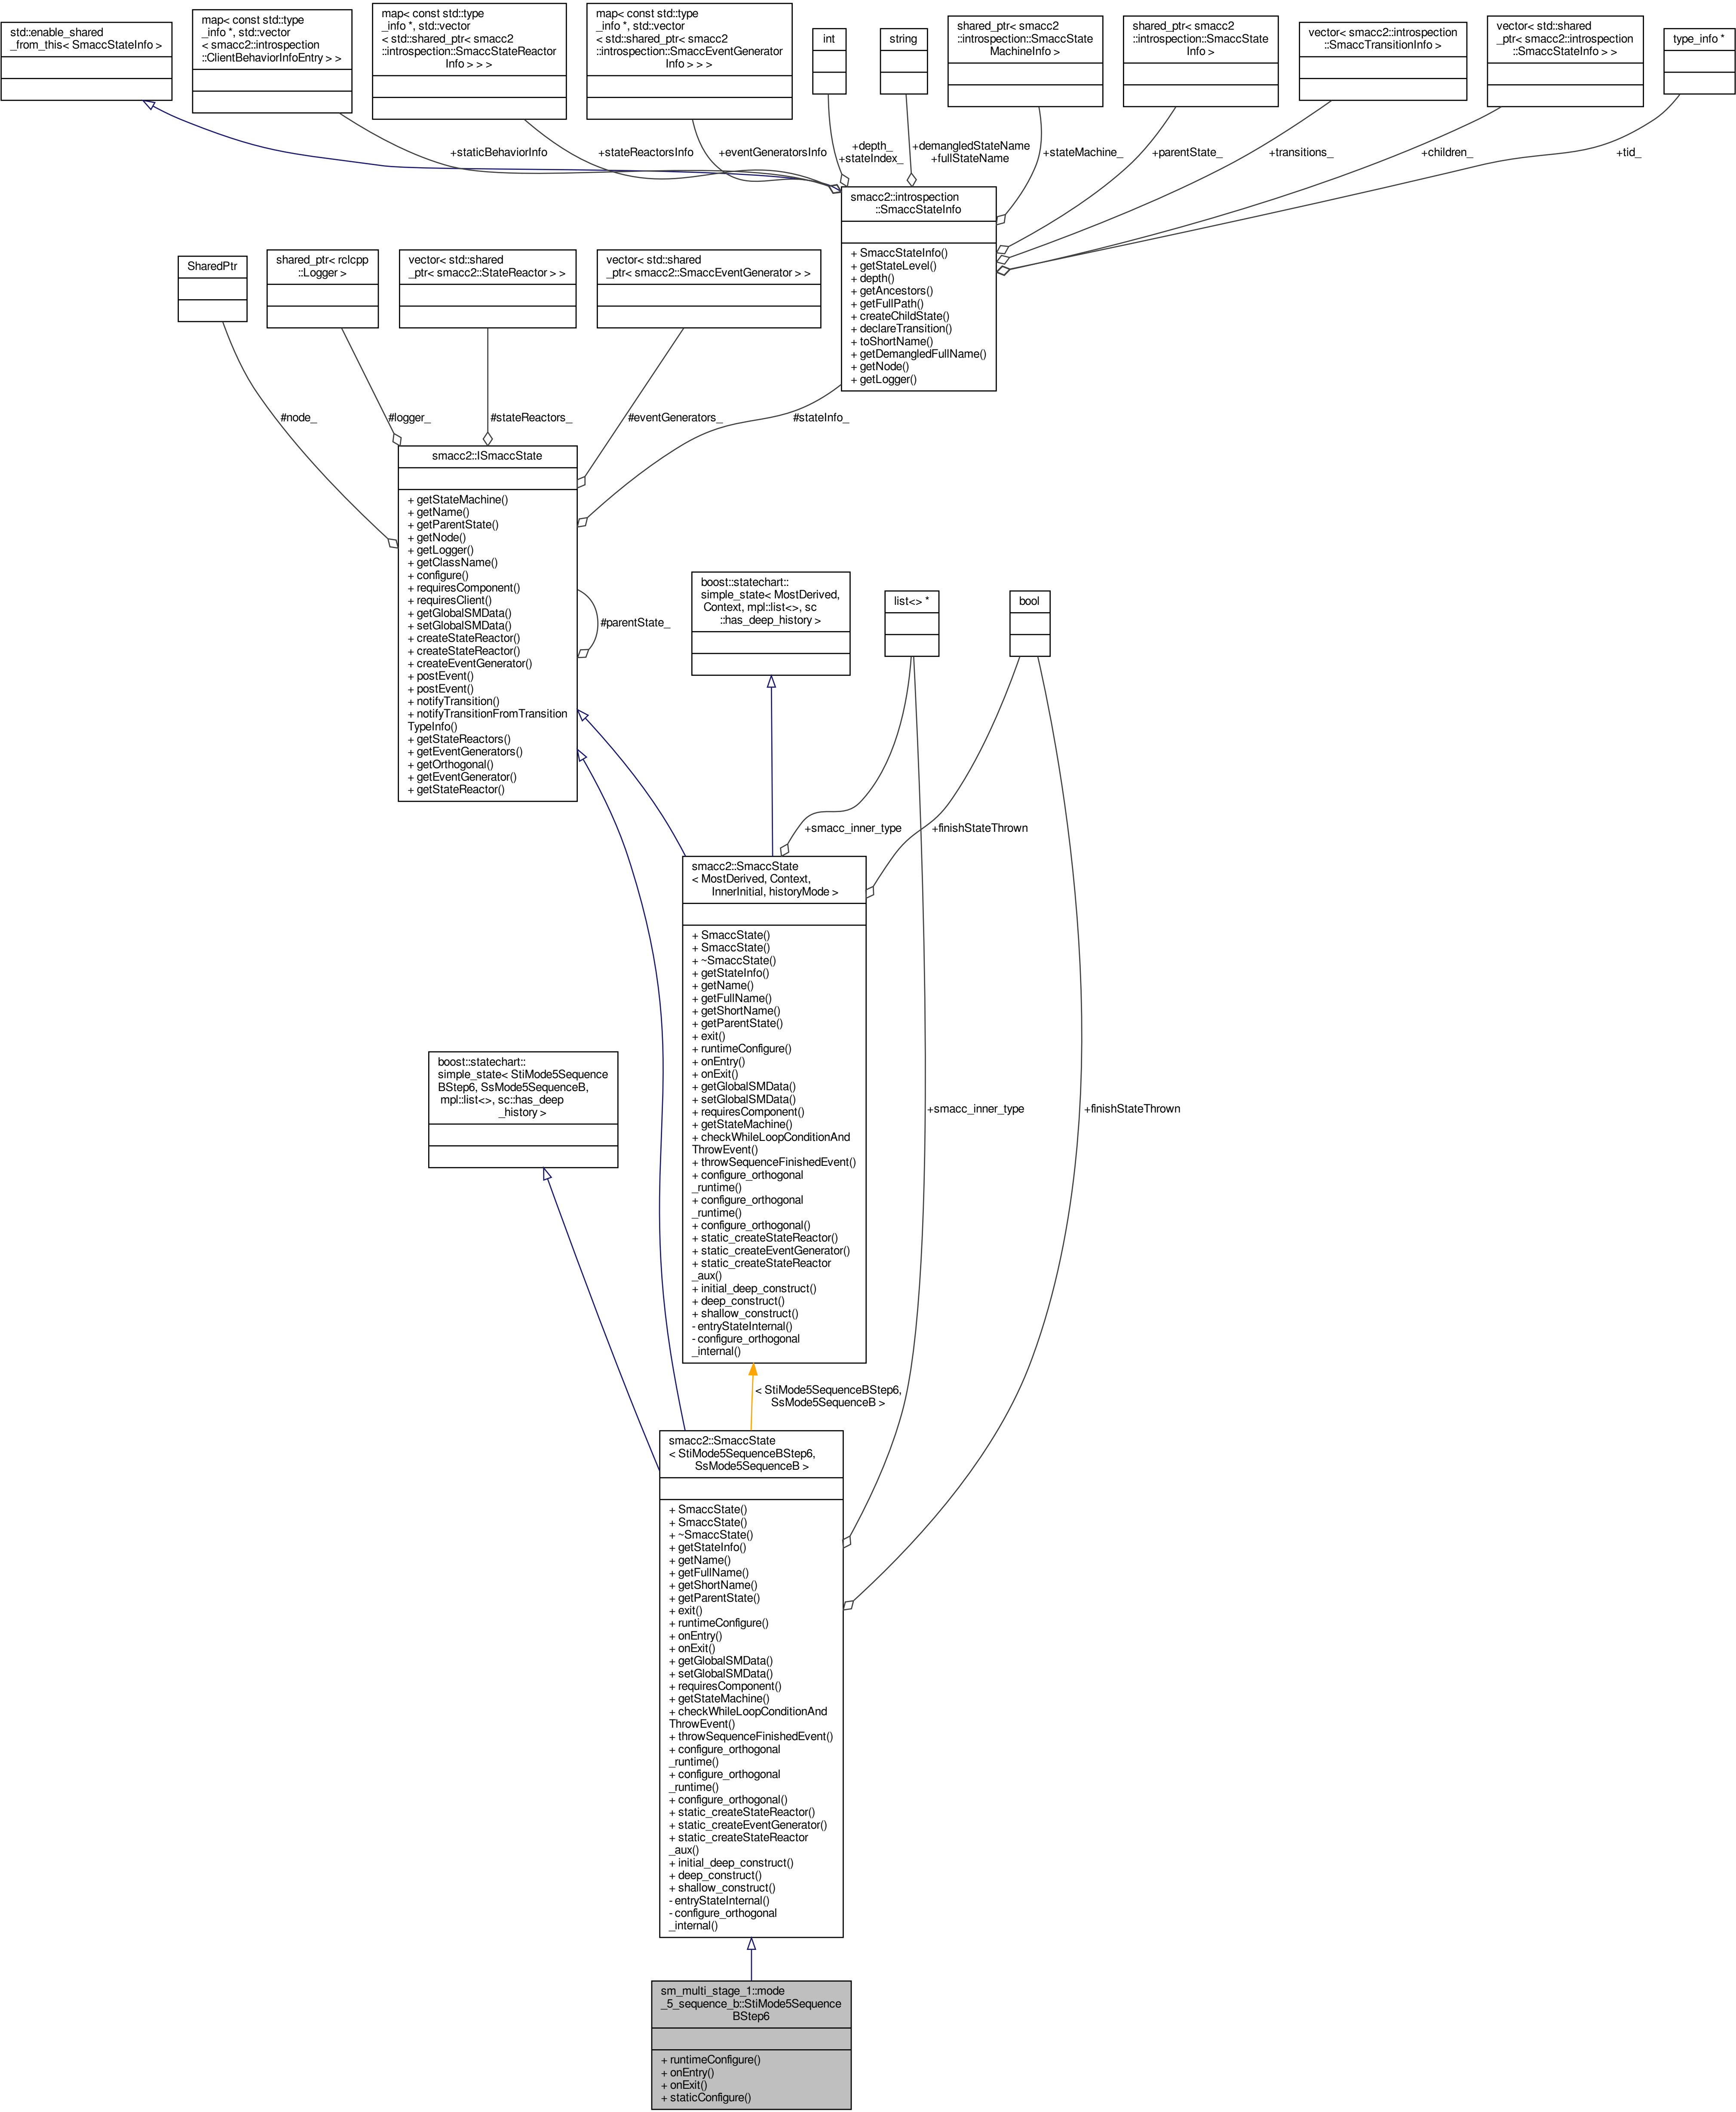 std::enable_shared
_from_this< SmaccStateInfo >
map< const std::type
_info *, std::vector
< smacc2::introspection
::ClientBehaviorInfoEntry > >
map< const std::type
_info *, std::vector
< std::shared_ptr< smacc2
::introspection::SmaccStateReactor
Info > > >
map< const std::type
_info *, std::vector
< std::shared_ptr< smacc2
::introspection::SmaccEventGenerator
Info > > >
int
string
shared_ptr< smacc2
::introspection::SmaccState
MachineInfo >
shared_ptr< smacc2
::introspection::SmaccState
Info >
vector< smacc2::introspection
::SmaccTransitionInfo >
vector< std::shared
_ptr< smacc2::introspection
::SmaccStateInfo > >
type_info *
+staticBehaviorInfo
+stateReactorsInfo
+eventGeneratorsInfo
+depth_
+stateIndex_
+demangledStateName
+fullStateName
+stateMachine_
+parentState_
+transitions_
+children_
+tid_
smacc2::introspection
::SmaccStateInfo
+ SmaccStateInfo()
+ getStateLevel()
+ depth()
+ getAncestors()
+ getFullPath()
+ createChildState()
+ declareTransition()
+ toShortName()
+ getDemangledFullName()
+ getNode()
+ getLogger()
SharedPtr
shared_ptr< rclcpp
::Logger >
vector< std::shared
_ptr< smacc2::StateReactor > >
vector< std::shared
_ptr< smacc2::SmaccEventGenerator > >
#node_
#logger_
#stateReactors_
#eventGenerators_
#stateInfo_
smacc2::ISmaccState
+ getStateMachine()
+ getName()
+ getParentState()
+ getNode()
+ getLogger()
+ getClassName()
+ configure()
+ requiresComponent()
+ requiresClient()
+ getGlobalSMData()
+ setGlobalSMData()
+ createStateReactor()
+ createStateReactor()
+ createEventGenerator()
+ postEvent()
+ postEvent()
+ notifyTransition()
+ notifyTransitionFromTransition
TypeInfo()
+ getStateReactors()
+ getEventGenerators()
+ getOrthogonal()
+ getEventGenerator()
+ getStateReactor()
#parentState_
boost::statechart::
simple_state< MostDerived,
Context, mpl::list<>, sc
::has_deep_history >
list<> *
bool
+smacc_inner_type
+finishStateThrown
smacc2::SmaccState
< MostDerived, Context,
InnerInitial, historyMode >
+ SmaccState()
+ SmaccState()
+ ~SmaccState()
+ getStateInfo()
+ getName()
+ getFullName()
+ getShortName()
+ getParentState()
+ exit()
+ runtimeConfigure()
+ onEntry()
+ onExit()
+ getGlobalSMData()
+ setGlobalSMData()
+ requiresComponent()
+ getStateMachine()
+ checkWhileLoopConditionAnd
ThrowEvent()
+ throwSequenceFinishedEvent()
+ configure_orthogonal
_runtime()
+ configure_orthogonal
_runtime()
+ configure_orthogonal()
+ static_createStateReactor()
+ static_createEventGenerator()
+ static_createStateReactor
_aux()
+ initial_deep_construct()
+ deep_construct()
+ shallow_construct()
- entryStateInternal()
- configure_orthogonal
_internal()
boost::statechart::
simple_state< StiMode5Sequence
BStep6, SsMode5SequenceB,
mpl::list<>, sc::has_deep
_history >
+smacc_inner_type
+finishStateThrown
< StiMode5SequenceBStep6,
SsMode5SequenceB >
smacc2::SmaccState
< StiMode5SequenceBStep6,
SsMode5SequenceB >
+ SmaccState()
+ SmaccState()
+ ~SmaccState()
+ getStateInfo()
+ getName()
+ getFullName()
+ getShortName()
+ getParentState()
+ exit()
+ runtimeConfigure()
+ onEntry()
+ onExit()
+ getGlobalSMData()
+ setGlobalSMData()
+ requiresComponent()
+ getStateMachine()
+ checkWhileLoopConditionAnd
ThrowEvent()
+ throwSequenceFinishedEvent()
+ configure_orthogonal
_runtime()
+ configure_orthogonal
_runtime()
+ configure_orthogonal()
+ static_createStateReactor()
+ static_createEventGenerator()
+ static_createStateReactor
_aux()
+ initial_deep_construct()
+ deep_construct()
+ shallow_construct()
- entryStateInternal()
- configure_orthogonal
_internal()
sm_multi_stage_1::mode
_5_sequence_b::StiMode5Sequence
BStep6
+ runtimeConfigure()
+ onEntry()
+ onExit()
+ staticConfigure()